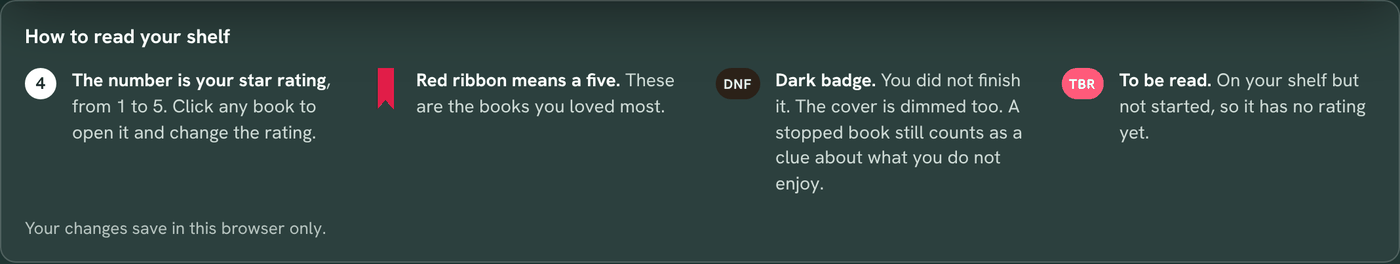 How to read your shelf
4
The number is your star rating,
from 1 to 5. Click any book to
open it and change the rating.
Red ribbon means a five. These
are the books you loved most.
DNF
Dark badge. You did not finish
it. The cover is dimmed too. A
stopped book still counts as a
clue about what you do not
enjoy.
TBR
To be read. On your shelf but
not started, so it has no rating
yet.
Your changes save in this browser only.